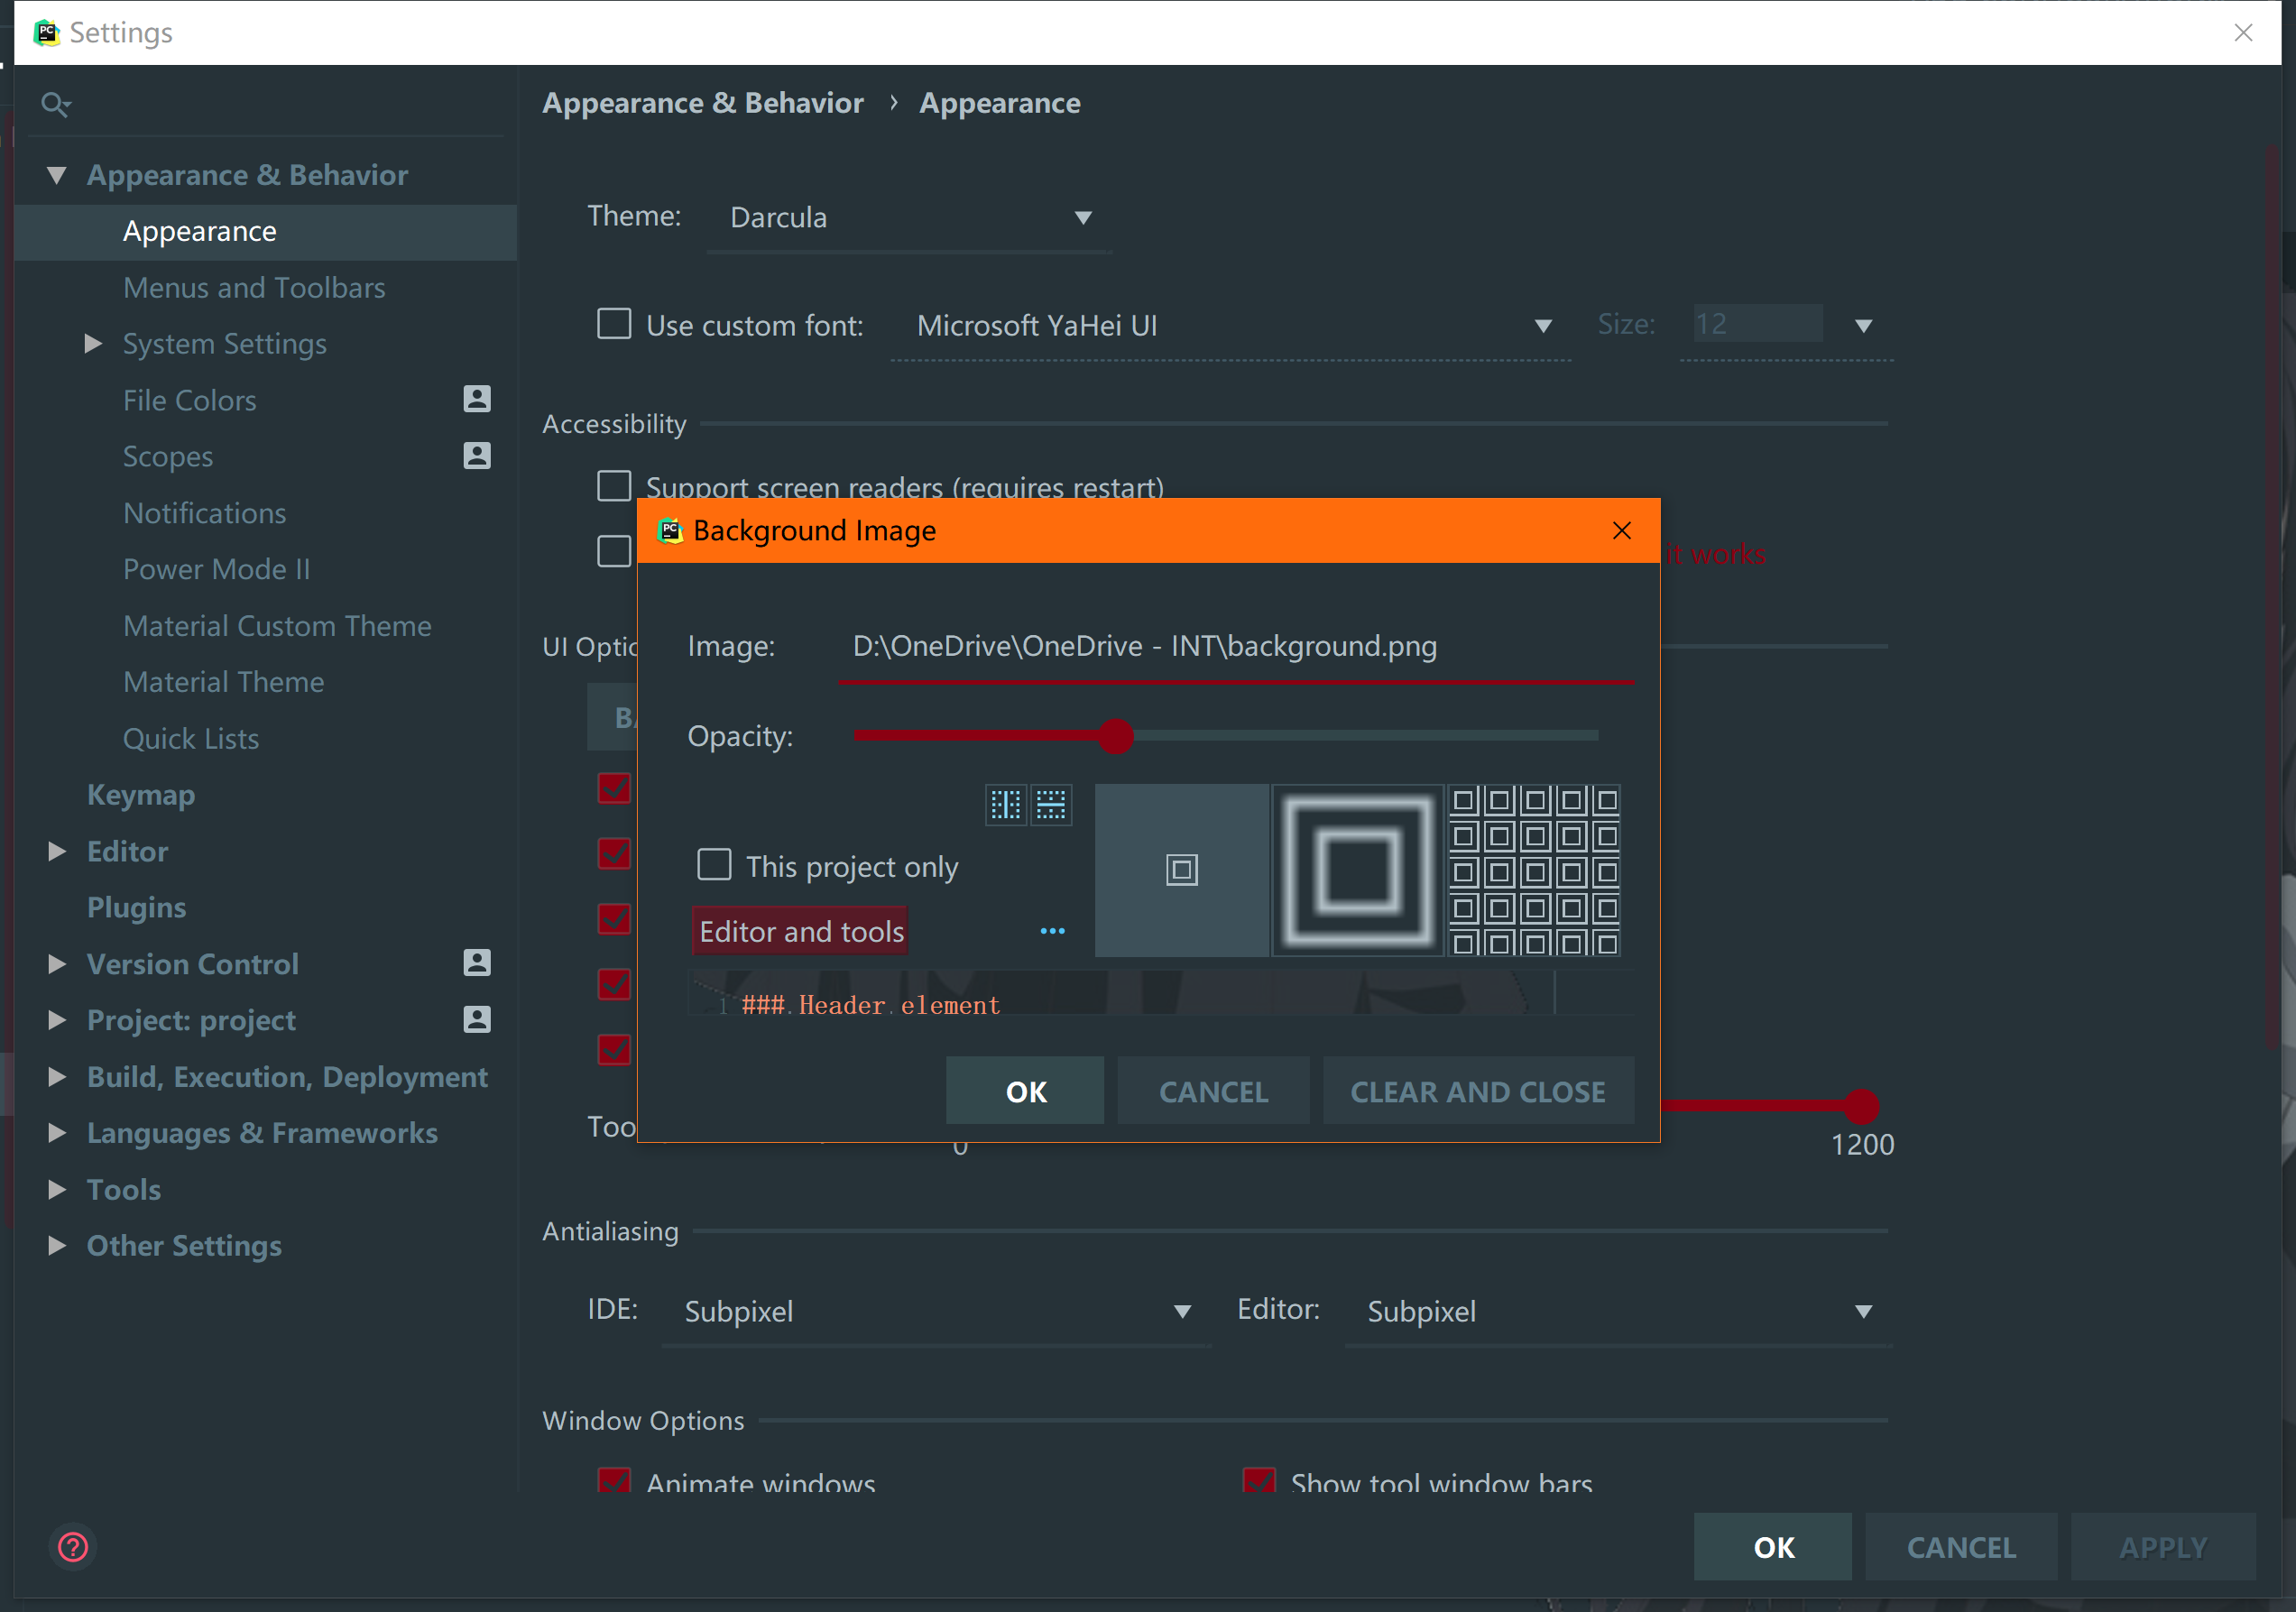 Settings
Appearance & Behavior
Appearance
Menus and Toolbars
System Settings
File Colors
Scopes
Notifications
Power Mode II
Material Custom Theme
Material Theme
Quick Lists
Keymap
Editor
Plugins
Version Control
Project: project
Build, Execution, Deployment
Languages & Frameworks
Tools
Other Settings
Appearance & Behavior › Appearance
Theme: Darcula
Use custom font: Microsoft YaHei UI Size: 12
Accessibility
Support screen readers (requires restart)
it works
UI Optio
BA
Background Image
Image: D:\OneDrive\OneDrive - INT\background.png
Opacity:
This project only
Editor and tools ...
1 ### Header element
OK CANCEL CLEAR AND CLOSE
Too
0 1200
Antialiasing
IDE: Subpixel Editor: Subpixel
Window Options
Animate windows Show tool window bars
? OK CANCEL APPLY